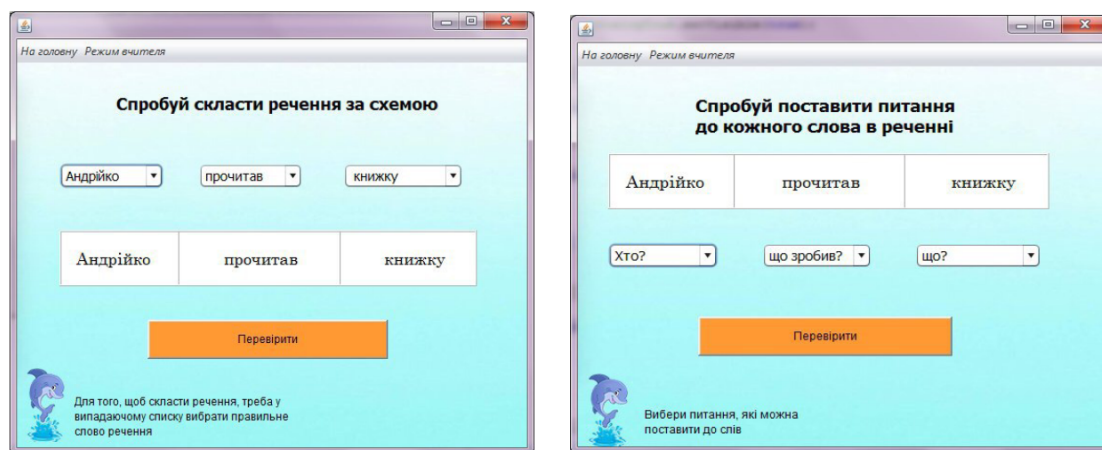 На головну Режим вчителя
Спробуй скласти речення за схемою
Андрійко прочитав книжку
Андрійко прочитав книжку
Перевірити
Для того, щоб скласти речення, треба у
випадаючому списку вибрати правильне
слово речення
На головну Режим вчителя
Спробуй поставити питання
до кожного слова в реченні
Андрійко прочитав книжку
Хто? що зробив? що?
Перевірити
Вибери питання, які можна
поставити до слів